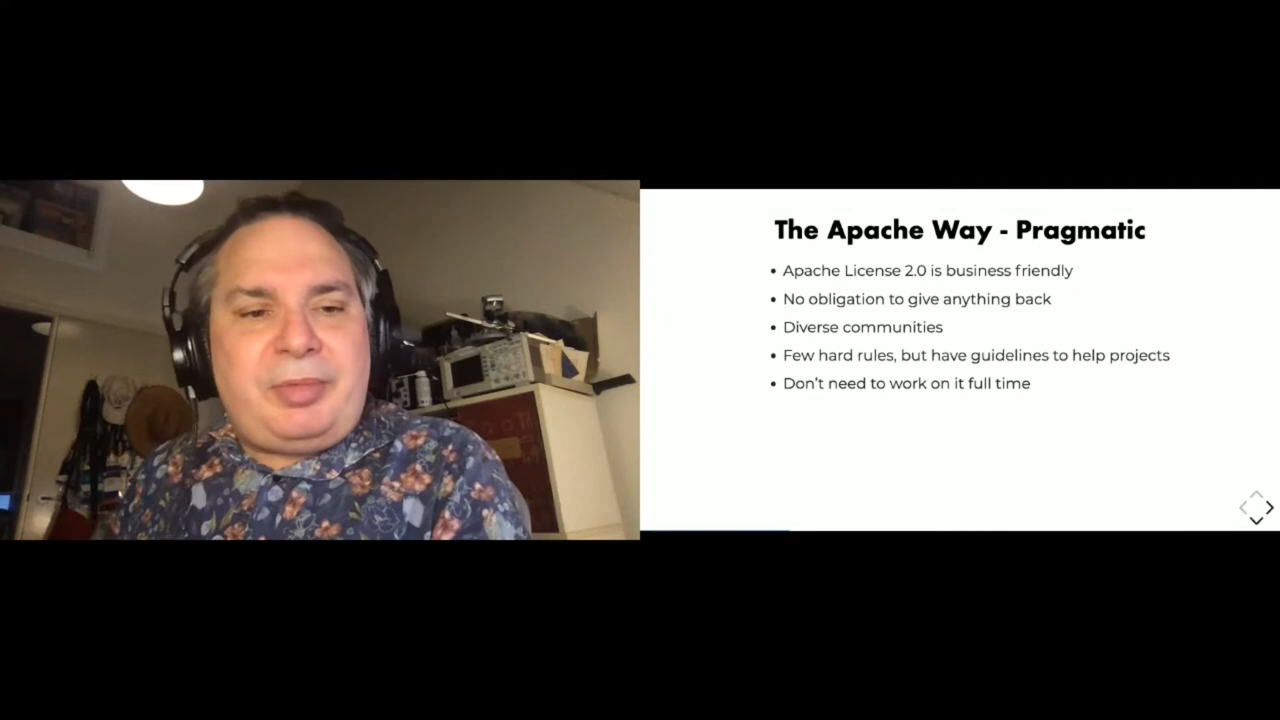 The Apache Way - Pragmatic
Apache License 2.0 is business friendly
No obligation to give anything back
Diverse communities
Few hard rules, but have guidelines to help projects
Don't need to work on it full time